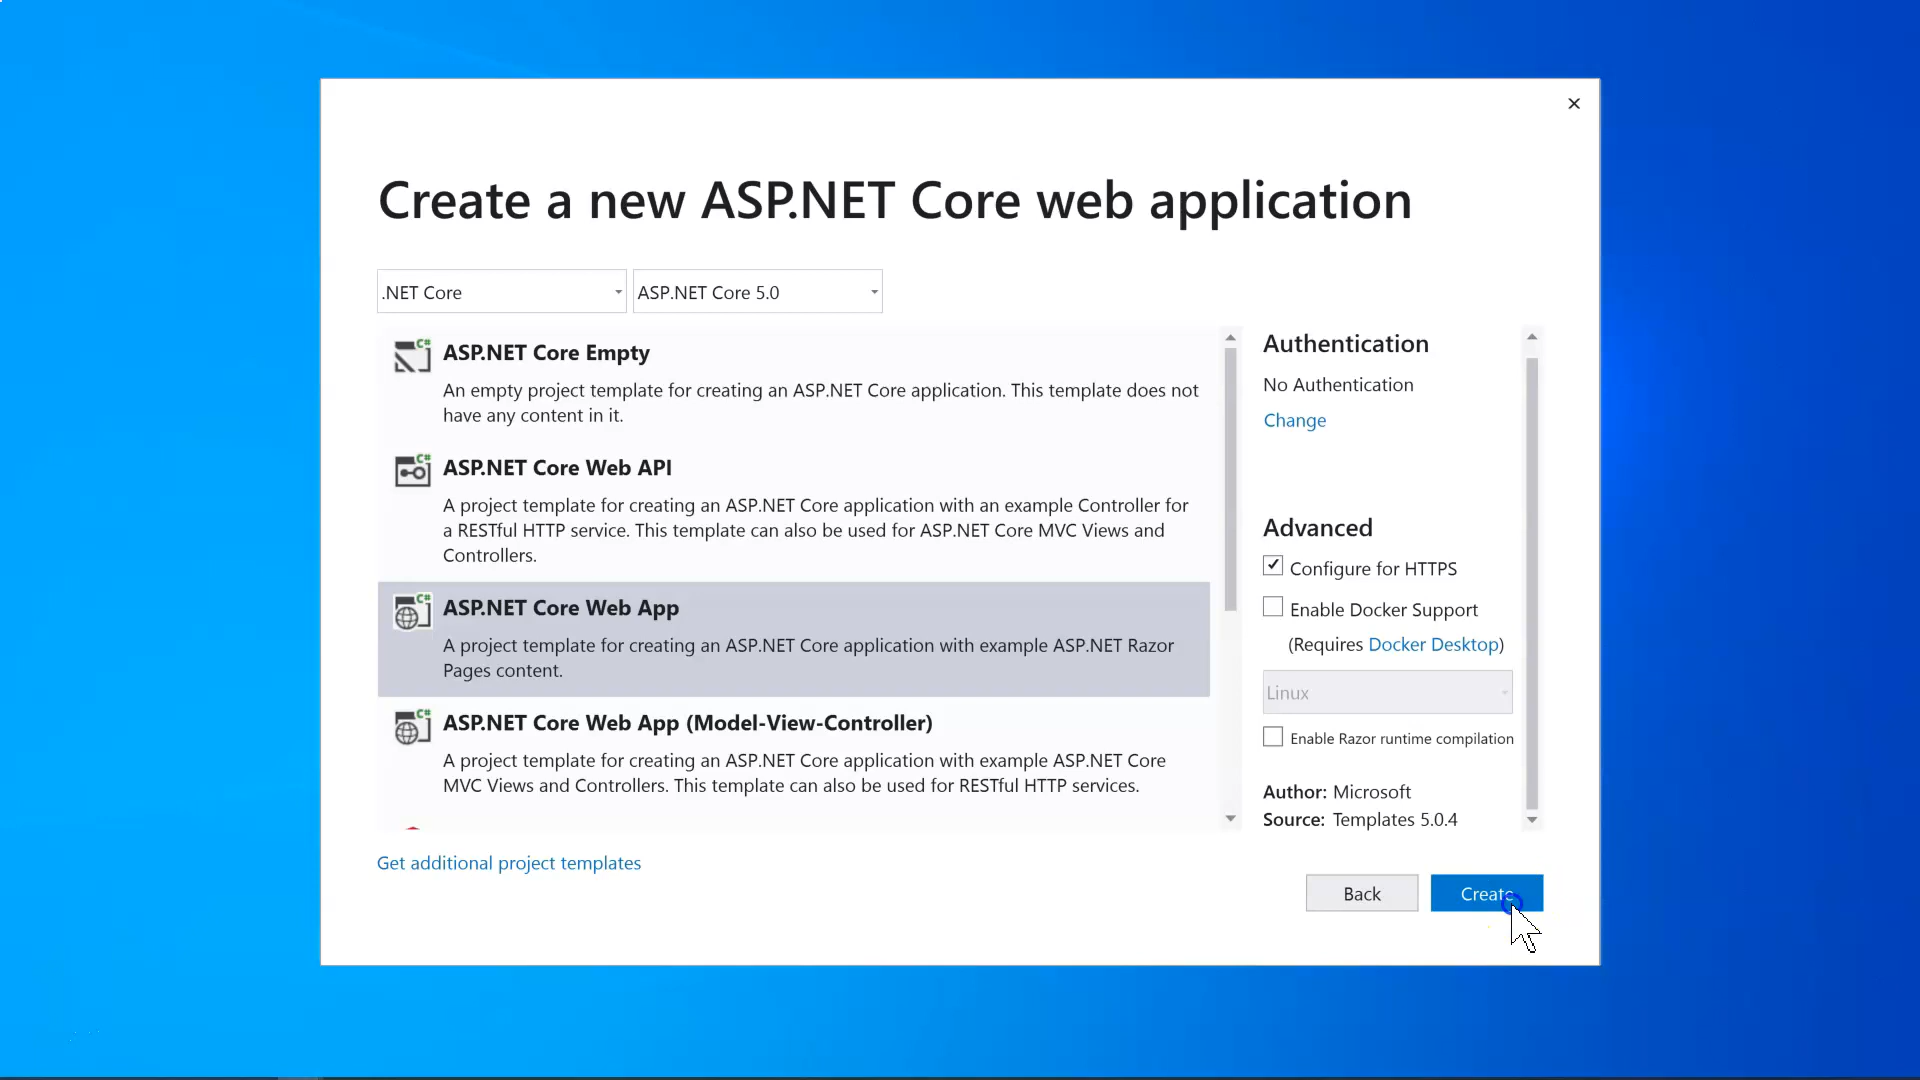 Create a new ASP.NET Core web application
.NET Core
ASP.NET Core 5.0
C#
ASP.NET Core Empty
An empty project template for creating an ASP.NET Core application. This template does not
have any content in it.
C#
ASP.NET Core Web API
A project template for creating an ASP.NET Core application with an example Controller for
a RESTful HTTP service. This template can also be used for ASP.NET Core MVC Views and
Controllers.
C#
ASP.NET Core Web App
A project template for creating an ASP.NET Core application with example ASP.NET Razor
Pages content.
C#
ASP.NET Core Web App (Model-View-Controller)
A project template for creating an ASP.NET Core application with example ASP.NET Core
MVC Views and Controllers. This template can also be used for RESTful HTTP services.
Get additional project templates
Authentication
No Authentication
Change
Advanced
Configure for HTTPS
Enable Docker Support
(Requires Docker Desktop)
Linux
Enable Razor runtime compilation
Author: Microsoft
Source: Templates 5.0.4
Back
Create